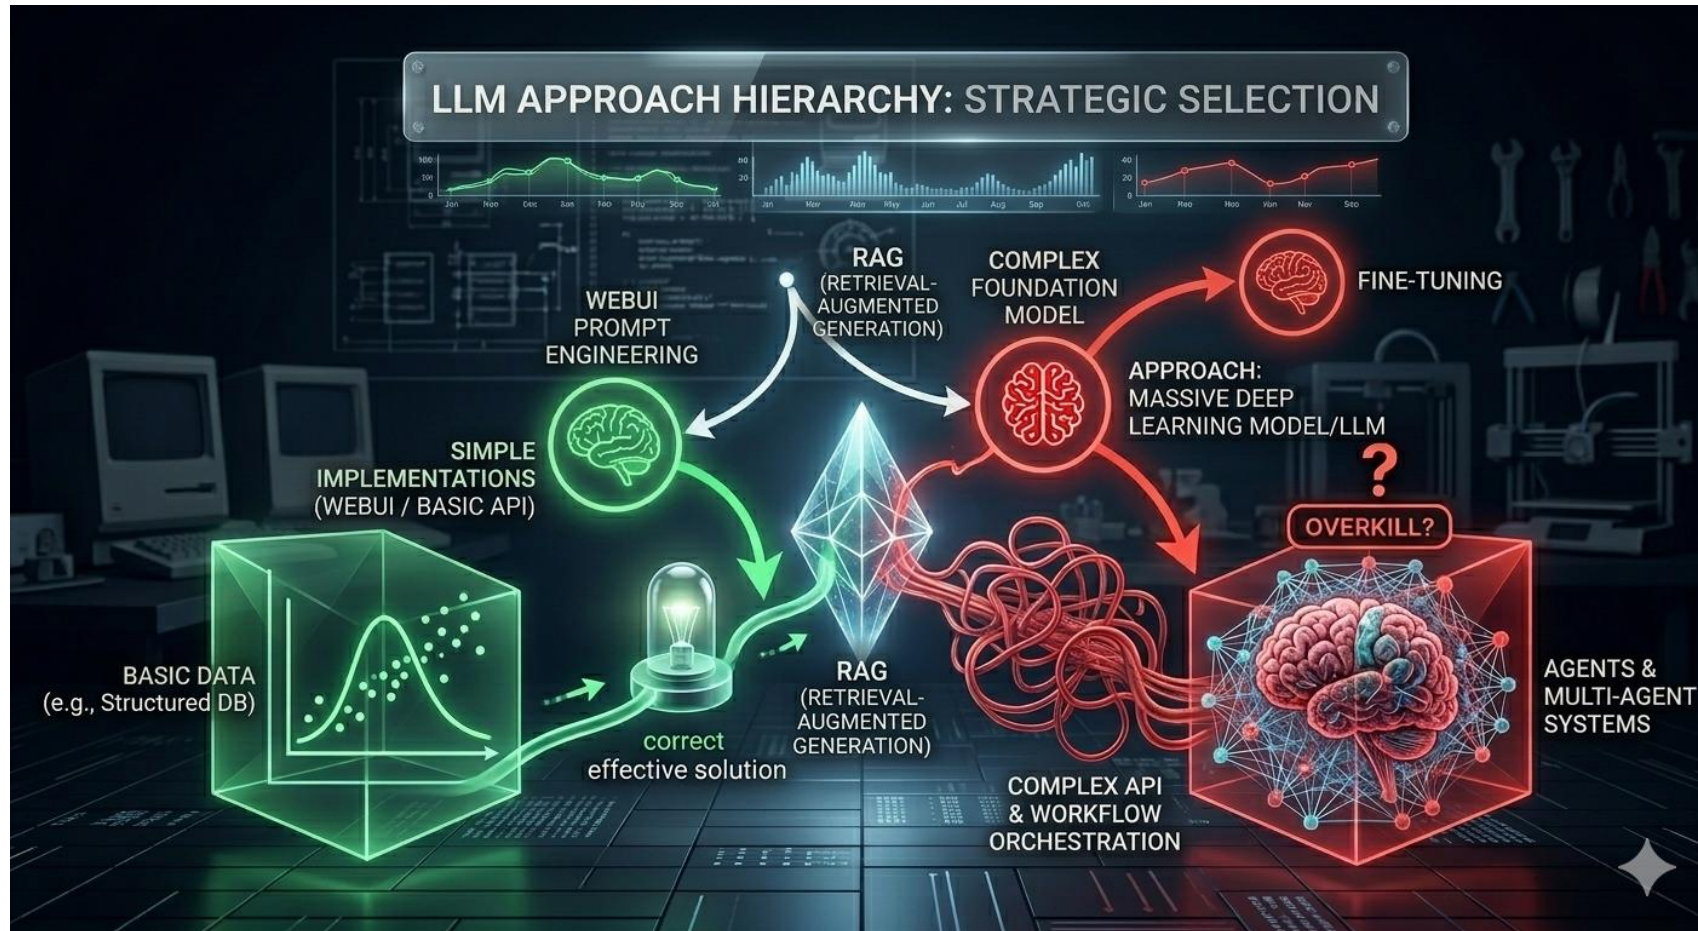 LLM APPROACH HIERARCHY: STRATEGIC SELECTION
RAG
(RETRIEVAL-
AUGMENTED
GENERATION)
COMPLEX
FOUNDATION
MODEL
FINE-TUNING
WEBUI
PROMPT
ENGINEERING
APPROACH:
MASSIVE DEEP
LEARNING MODEL/LLM
SIMPLE
IMPLEMENTATIONS
(WEBUI / BASIC API)
?
OVERKILL?
BASIC DATA
(e.g., Structured DB)
correct
effective solution
RAG
(RETRIEVAL-
AUGMENTED
GENERATION)
COMPLEX API
& WORKFLOW
ORCHESTRATION
AGENTS &
MULTI-AGENT
SYSTEMS